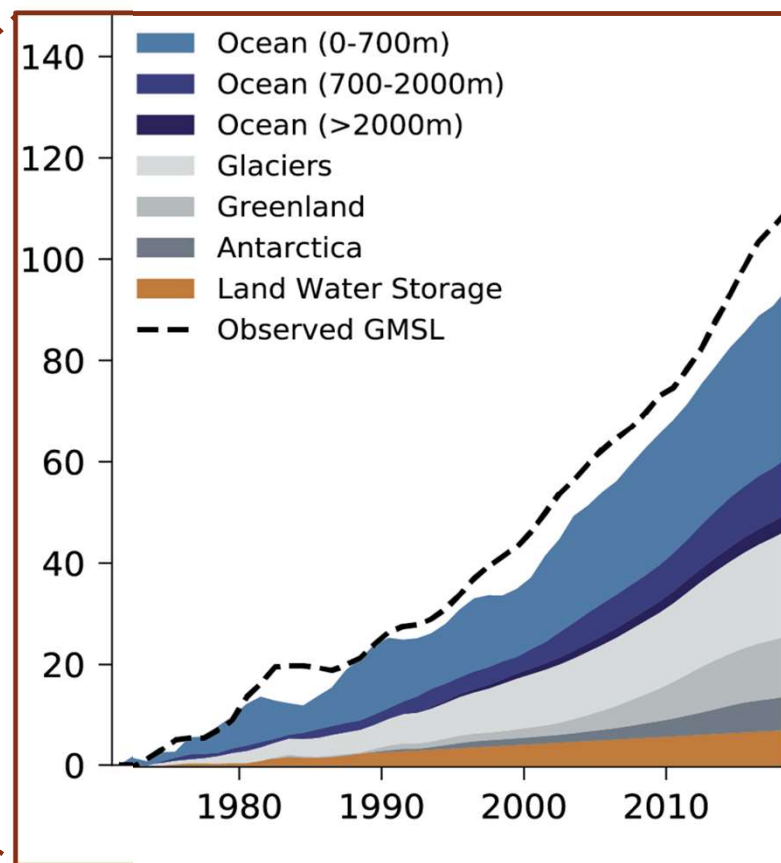 140
120
100
80
60
40
20
0
Ocean (0-700m)
Ocean (700-2000m)
Ocean (>2000m)
Glaciers
Greenland
Antarctica
Land Water Storage
Observed GMSL
1980 1990 2000 2010